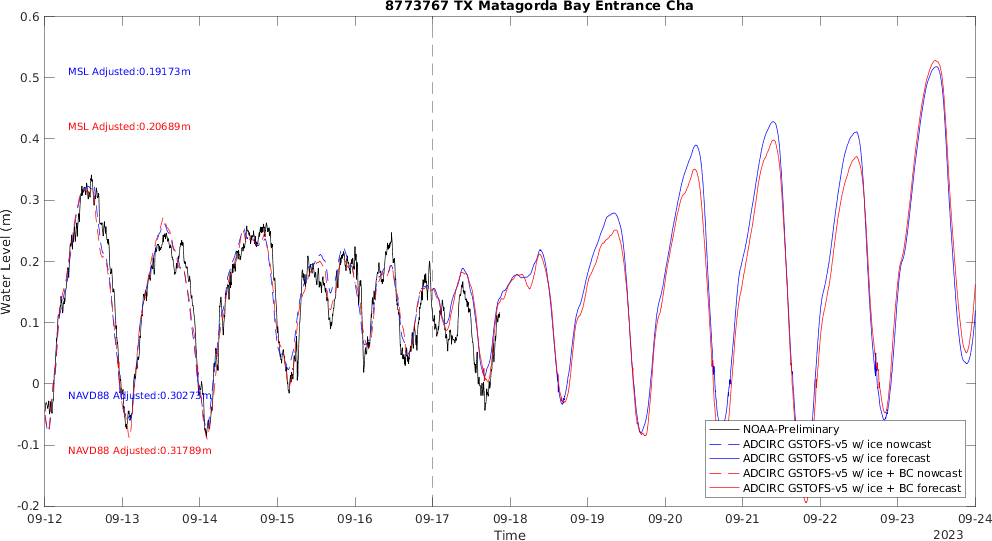 8773767 TX Matagorda Bay Entrance Cha
0.6
0.5
0.4
0.3
0.2
0.1
0
-0.1
-0.2
Water Level (m)
MSL Adjusted:0.19173m
MSL Adjusted:0.20689m
NAVD88 Adjusted:0.30273m
NAVD88 Adjusted:0.31789m
NOAA-Preliminary
ADCIRC GSTOFS-v5 w/ ice nowcast
ADCIRC GSTOFS-v5 w/ ice forecast
ADCIRC GSTOFS-v5 w/ ice + BC nowcast
ADCIRC GSTOFS-v5 w/ ice + BC forecast
09-12 09-13 09-14 09-15 09-16 09-17 09-18 09-19 09-20 09-21 09-22 09-23 09-24
Time
2023